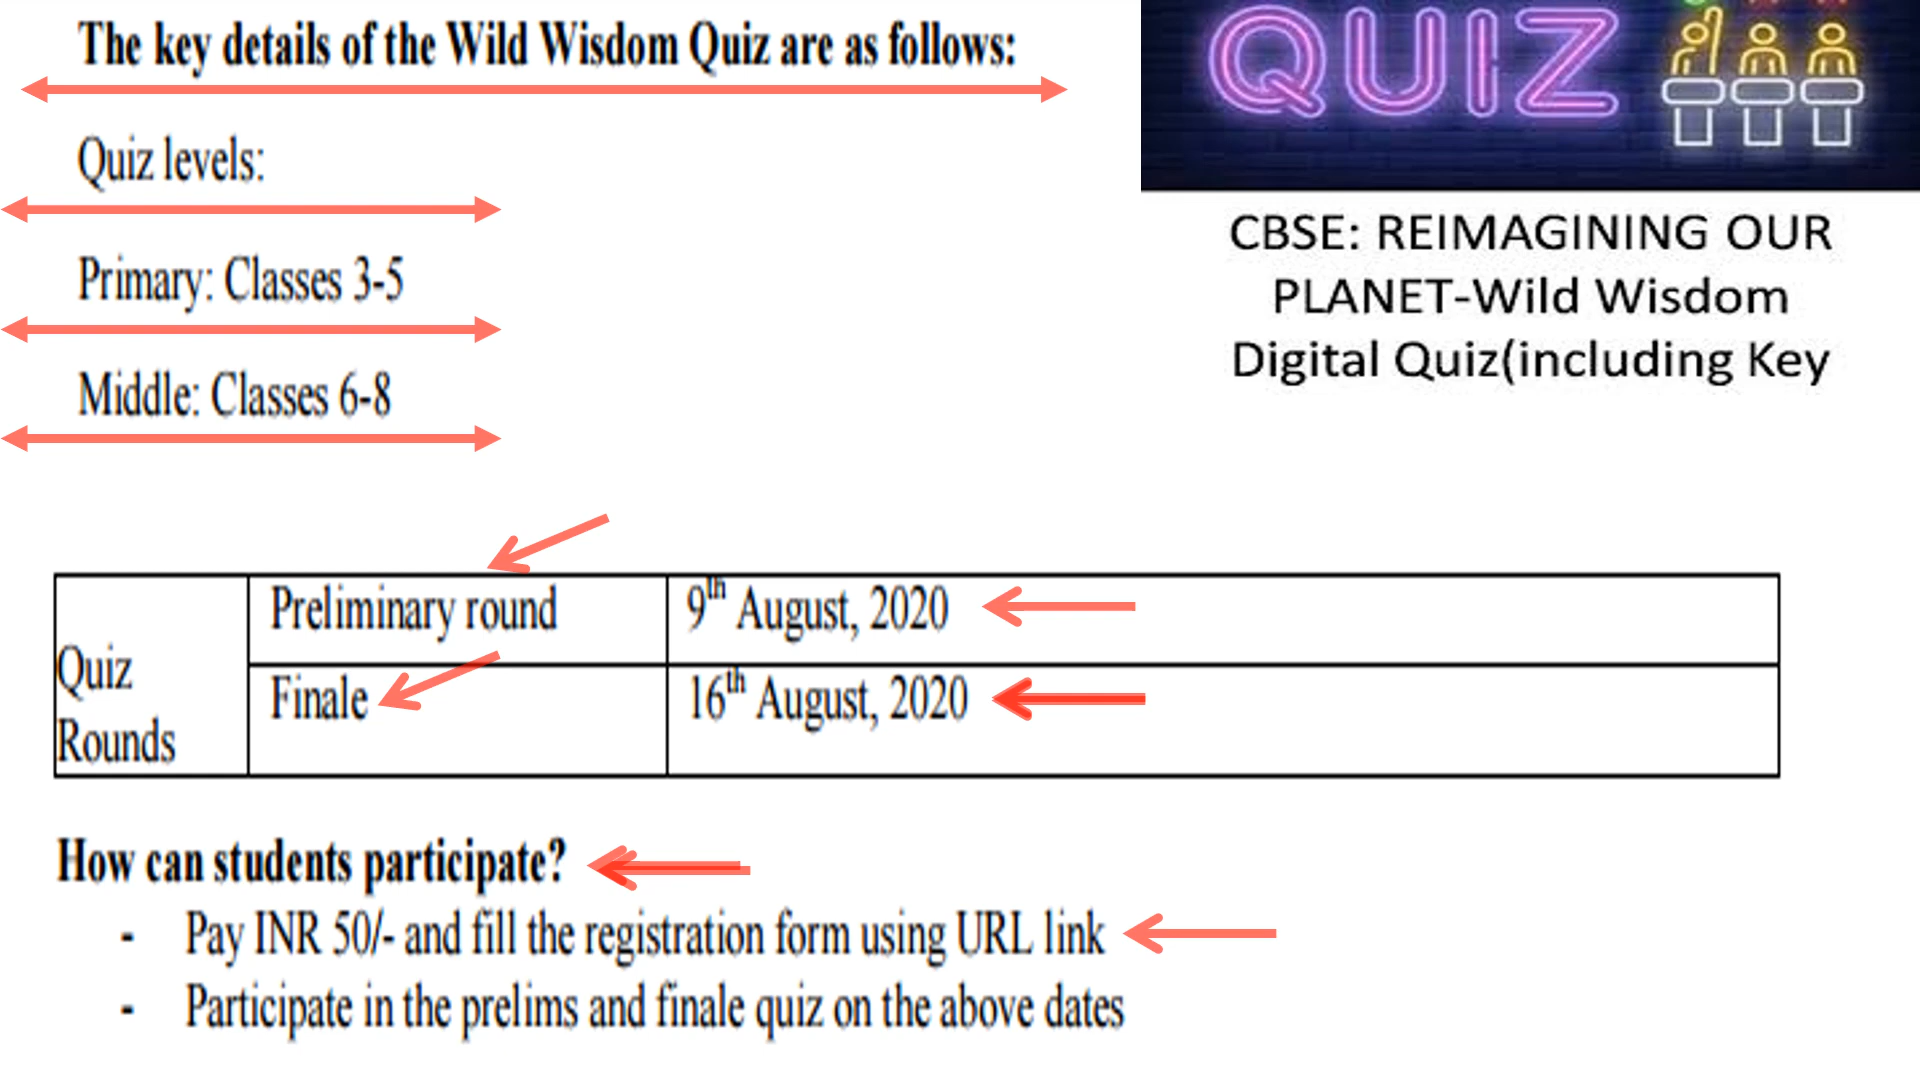 The key details of the Wild Wisdom Quiz are as follows:
Quiz levels:
Primary: Classes 3-5
Middle: Classes 6-8
QUIZ
CBSE: REIMAGINING OUR
PLANET-Wild Wisdom
Digital Quiz(including Key
Quiz
Rounds
Preliminary round
9th August, 2020
Finale
16th August, 2020
How can students participate?
- Pay INR 50/- and fill the registration form using URL link
- Participate in the prelims and finale quiz on the above dates